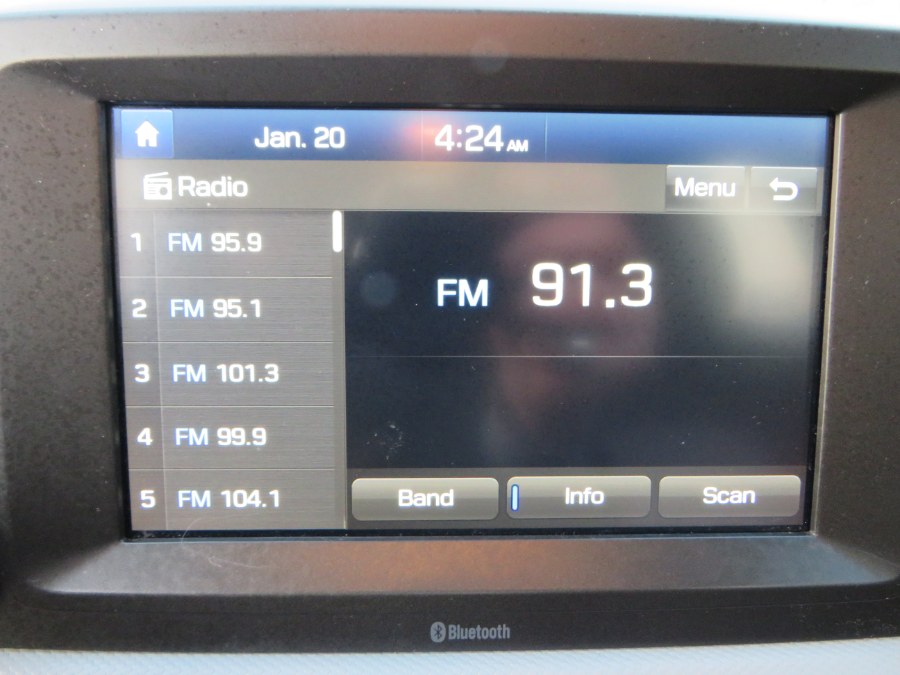 Jan. 20 4:24 AM
Radio Menu
1 FM 95.9
2 FM 95.1
3 FM 101.3
4 FM 99.9
5 FM 104.1
FM 91.3
Band Info Scan
Bluetooth